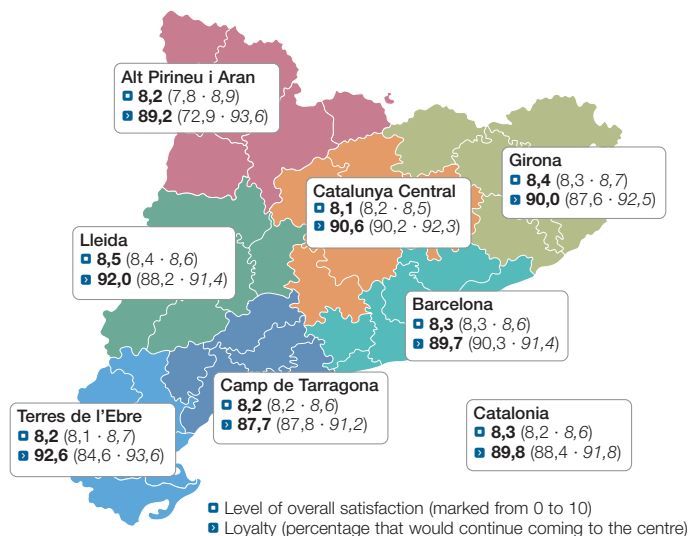 Alt Pirineu i Aran
8,2 (7,8 · 8,9)
89,2 (72,9 · 93,6)
Girona
8,4 (8,3 · 8,7)
90,0 (87,6 · 92,5)
Catalunya Central
8,1 (8,2 · 8,5)
90,6 (90,2 · 92,3)
Lleida
8,5 (8,4 · 8,6)
92,0 (88,2 · 91,4)
Barcelona
8,3 (8,3 · 8,6)
89,7 (90,3 · 91,4)
Camp de Tarragona
8,2 (8,2 · 8,6)
87,7 (87,8 · 91,2)
Terres de l'Ebre
8,2 (8,1 · 8,7)
92,6 (84,6 · 93,6)
Catalonia
8,3 (8,2 · 8,6)
89,8 (88,4 · 91,8)
Level of overall satisfaction (marked from 0 to 10)
Loyalty (percentage that would continue coming to the centre)